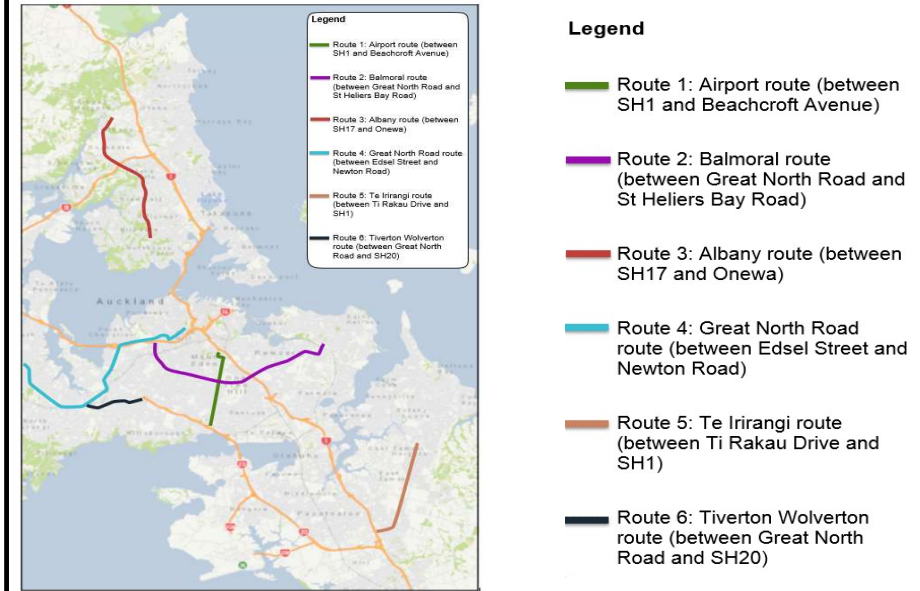 Legend
Route 1: Airport route (between
SH1 and Beachcroft Avenue)
Route 2: Balmoral route
(between Great North Road and
St Heliers Bay Road)
Route 3: Albany route (between
SH17 and Onewa)
Route 4: Great North Road
route (between Edsel Street and
Newton Road)
Route 5: Te Irirangi route
(between Ti Rakau Drive and
SH1)
Route 6: Tiverton Wolverton
route (between Great North
Road and SH20)
Takapuna
Auckland
Otahuhu
Legend
Route 1: Airport route (between
SH1 and Beachcroft Avenue)
Route 2: Balmoral route
(between Great North Road and
St Heliers Bay Road)
Route 3: Albany route (between
SH17 and Onewa)
Route 4: Great North Road
route (between Edsel Street and
Newton Road)
Route 5: Te Irirangi route
(between Ti Rakau Drive and
SH1)
Route 6: Tiverton Wolverton
route (between Great North
Road and SH20)